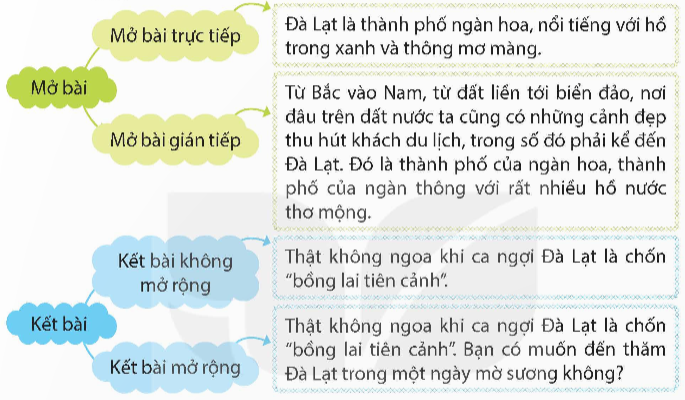 Mở bài
Mở bài trực tiếp
Đà Lạt là thành phố ngàn hoa, nổi tiếng với hồ
trong xanh và thông mơ màng.
Mở bài gián tiếp
Từ Bắc vào Nam, từ đất liền tới biển đảo, nơi
đâu trên đất nước ta cũng có những cảnh đẹp
thu hút khách du lịch, trong số đó phải kể đến
Đà Lạt. Đó là thành phố của ngàn hoa, thành
phố của ngàn thông với rất nhiều hồ nước
thơ mộng.
Kết bài
Kết bài không
mở rộng
Thật không ngoa khi ca ngợi Đà Lạt là chốn
“bồng lai tiên cảnh”.
Kết bài mở rộng
Thật không ngoa khi ca ngợi Đà Lạt là chốn
“bồng lai tiên cảnh”. Bạn có muốn đến thăm
Đà Lạt trong một ngày mờ sương không?